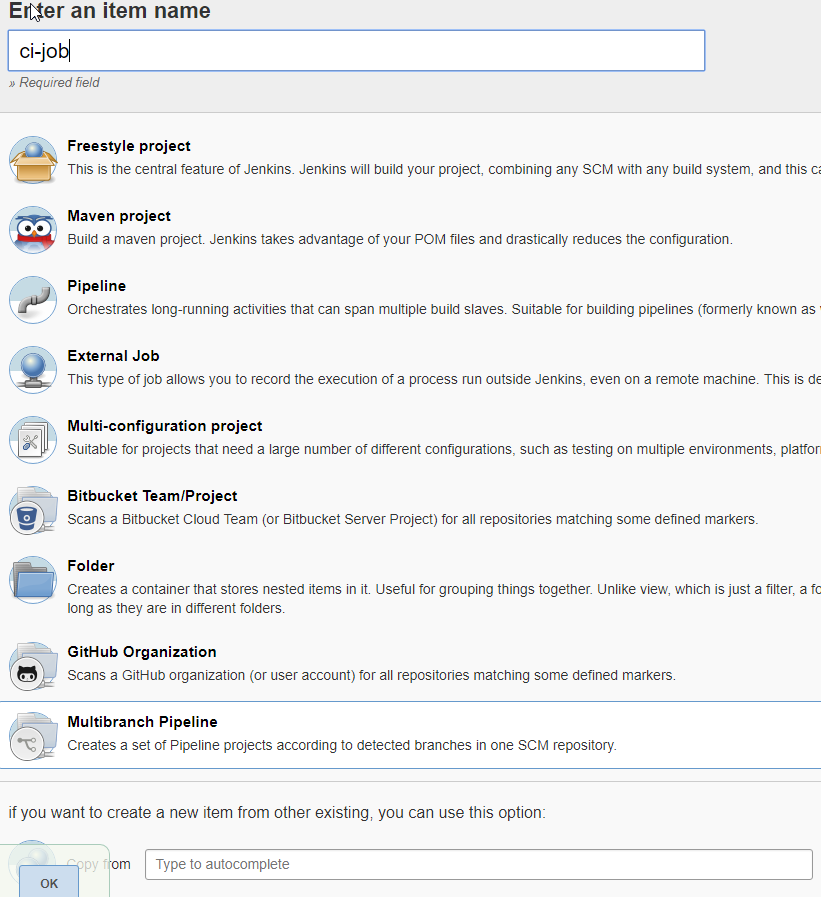 Enter an item name
ci-job
» Required field
Freestyle project
This is the central feature of Jenkins. Jenkins will build your project, combining any SCM with any build system, and this
Maven project
Build a maven project. Jenkins takes advantage of your POM files and drastically reduces the configuration.
Pipeline
Orchestrates long-running activities that can span multiple build slaves. Suitable for building pipelines (formerly known as
External Job
This type of job allows you to record the execution of a process run outside Jenkins, even on a remote machine. This is
Multi-configuration project
Suitable for projects that need a large number of different configurations, such as testing on multiple environments,
Bitbucket Team/Project
Scans a Bitbucket Cloud Team (or Bitbucket Server Project) for all repositories matching some defined markers.
Folder
Creates a container that stores nested items in it. Useful for grouping things together. Unlike view, which is just a filter, a
long as they are in different folders.
GitHub Organization
Scans a GitHub organization (or user account) for all repositories matching some defined markers.
Multibranch Pipeline
Creates a set of Pipeline projects according to detected branches in one SCM repository.
if you want to create a new item from other existing, you can use this option:
Copy from
Type to autocomplete
OK